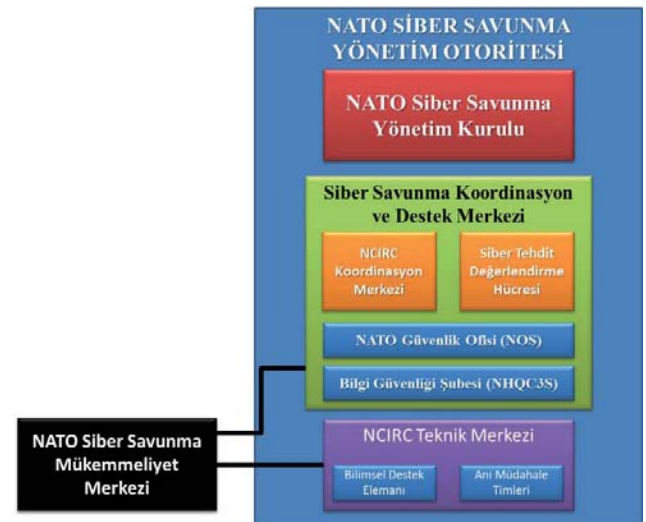 NATO SİBER SAVUNMA
YÖNETİM OTORİTESİ
NATO Siber Savunma
Yönetim Kurulu
Siber Savunma Koordinasyon
ve Destek Merkezi
NCIRC
Koordinasyon
Merkezi
Siber Tehdit
Değerlendirme
Hücresi
NATO Güvenlik Ofisi (NOS)
Bilgi Güvenliği Şubesi (NHQC3S)
NATO Siber Savunma
Mükemmeliyet
Merkezi
NCIRC Teknik Merkezi
Bilimsel Destek
Elemanı
Ani Müdahale
Timleri